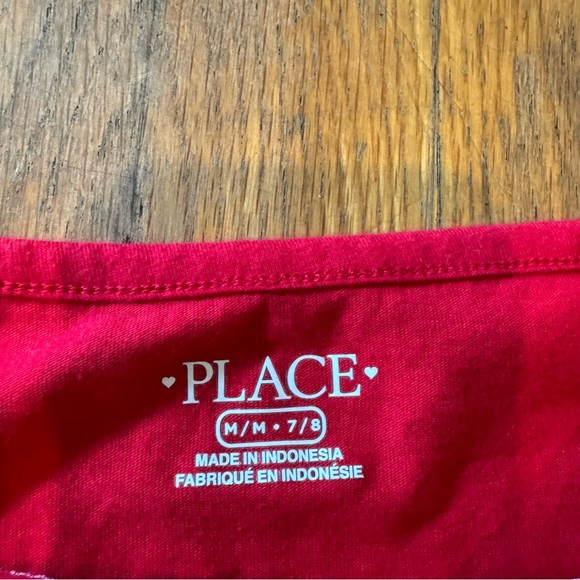 ♥PLACE♥
M/M • 7/8
MADE IN INDONESIA
FABRIQUÉ EN INDONÉSIE